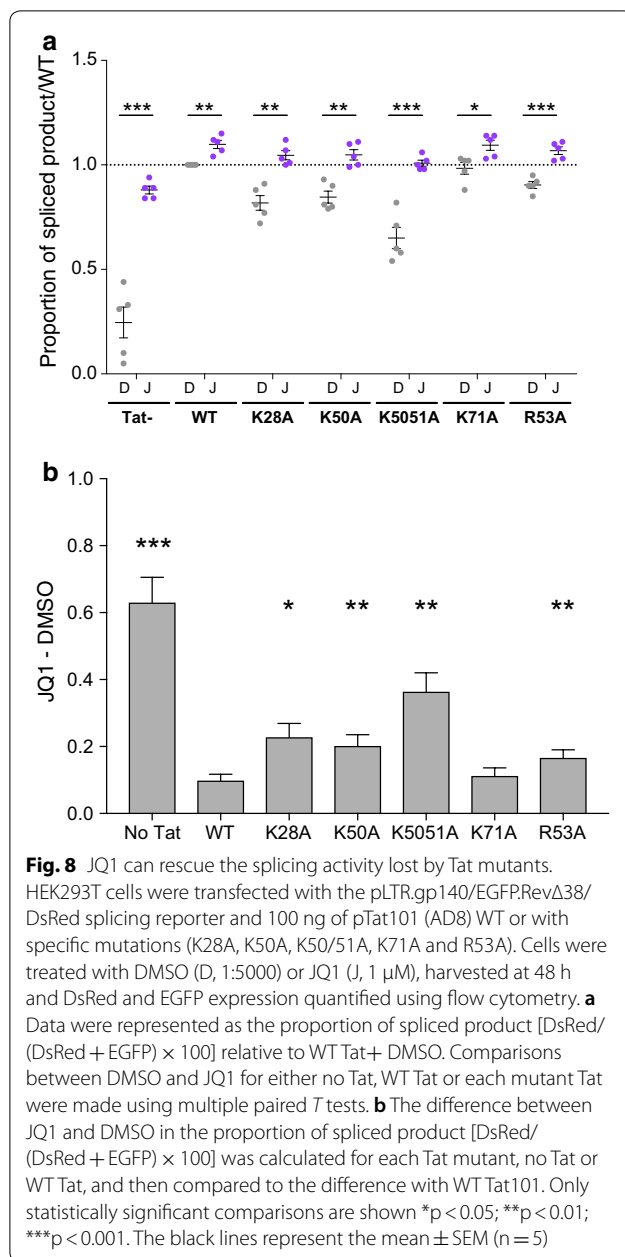 a
Proportion of spliced product/WT
1.5
1.0
0.5
0.0
*** ** ** ** *** * ***
D J D J D J D J D J D J D J
Tat- WT K28A K50A K5051A K71A R53A
b
JQ1 - DMSO
1.0
0.8
0.6
0.4
0.2
0.0
*** * ** ** **
No Tat WT K28A K50A K5051A K71A R53A
Fig. 8 JQ1 can rescue the splicing activity lost by Tat mutants.
HEK293T cells were transfected with the pLTR.gp140/EGFP.RevΔ38/
DsRed splicing reporter and 100 ng of pTat101 (AD8) WT or with
specific mutations (K28A, K50A, K50/51A, K71A and R53A). Cells were
treated with DMSO (D, 1:5000) or JQ1 (J, 1 μM), harvested at 48 h
and DsRed and EGFP expression quantified using flow cytometry. a
Data were represented as the proportion of spliced product [DsRed/
(DsRed + EGFP) × 100] relative to WT Tat+ DMSO. Comparisons
between DMSO and JQ1 for either no Tat, WT Tat or each mutant Tat
were made using multiple paired T tests. b The difference between
JQ1 and DMSO in the proportion of spliced product [DsRed/
(DsRed + EGFP) × 100] was calculated for each Tat mutant, no Tat or
WT Tat, and then compared to the difference with WT Tat101. Only
statistically significant comparisons are shown *p < 0.05; **p < 0.01;
***p < 0.001. The black lines represent the mean ± SEM (n = 5)